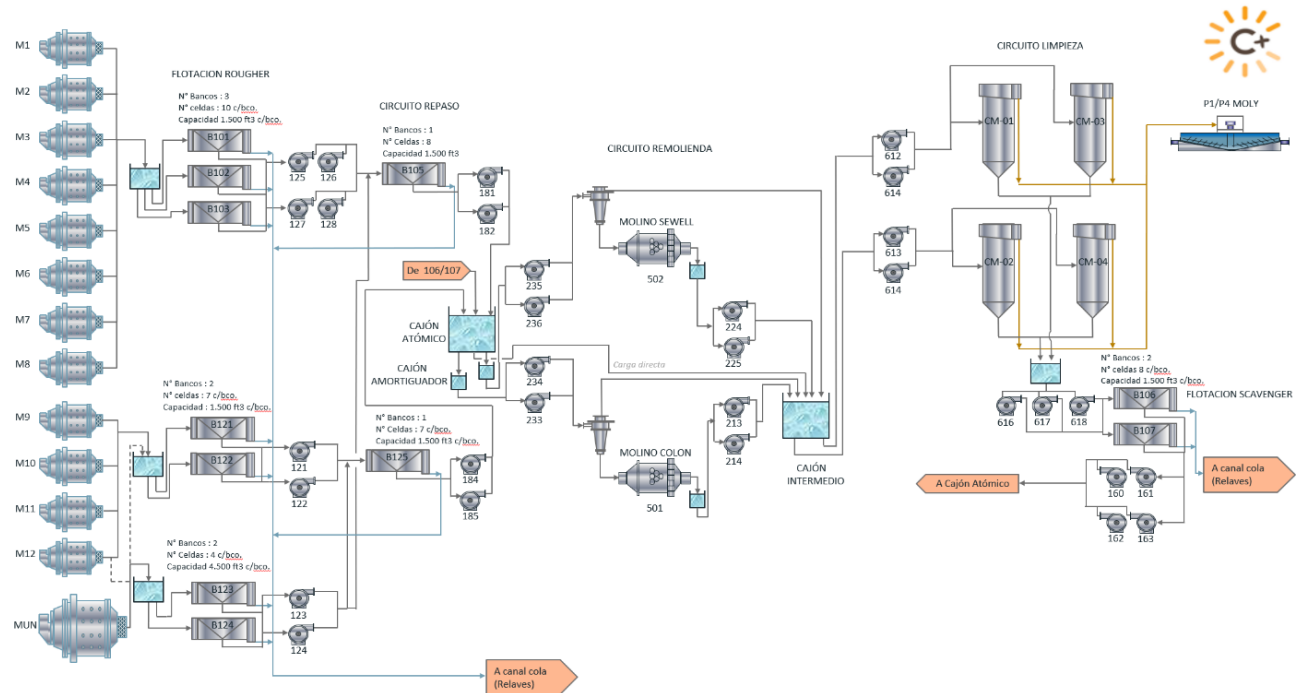 C+
CIRCUITO LIMPIEZA
M1
M2
M3
M4
M5
M6
M7
M8
M9
M10
M11
M12
MUN
FLOTACION ROUGHER
N° Bancos : 3
N° celdas : 10 c/bco.
Capacidad 1.500 ft3 c/bco.
B101
B102
B103
125
126
127
128
CIRCUITO REPASO
N° Bancos : 1
N° Celdas : 8
Capacidad 1.500 ft3
B105
181
182
De 106/107
CAJÓN
ATÓMICO
CAJÓN
AMORTIGUADOR
CIRCUITO REMOLIENDA
235
236
MOLINO SEWELL
502
224
225
Carga directa
234
233
MOLINO COLON
501
213
214
CAJÓN
INTERMEDIO
612
614
613
614
CM-01
CM-03
CM-02
CM-04
P1/P4 MOLY
N° Bancos : 2
N° celdas 8 c/bco.
Capacidad 1.500 ft3 c/bco.
FLOTACION SCAVENGER
B106
B107
616
617
618
160
161
162
163
A Cajón Atómico
A canal cola
(Relaves)
N° Bancos : 2
N° celdas : 7 c/bco.
Capacidad : 1.500 ft3 c/bco.
B121
B122
121
122
N° Bancos : 1
N° Celdas : 7 c/bco.
Capacidad 1.500 ft3 c/bco.
B125
184
185
N° Bancos : 2
N° Celdas : 4 c/bco.
Capacidad 4.500 ft3 c/bco.
B123
B124
123
124
A canal cola
(Relaves)